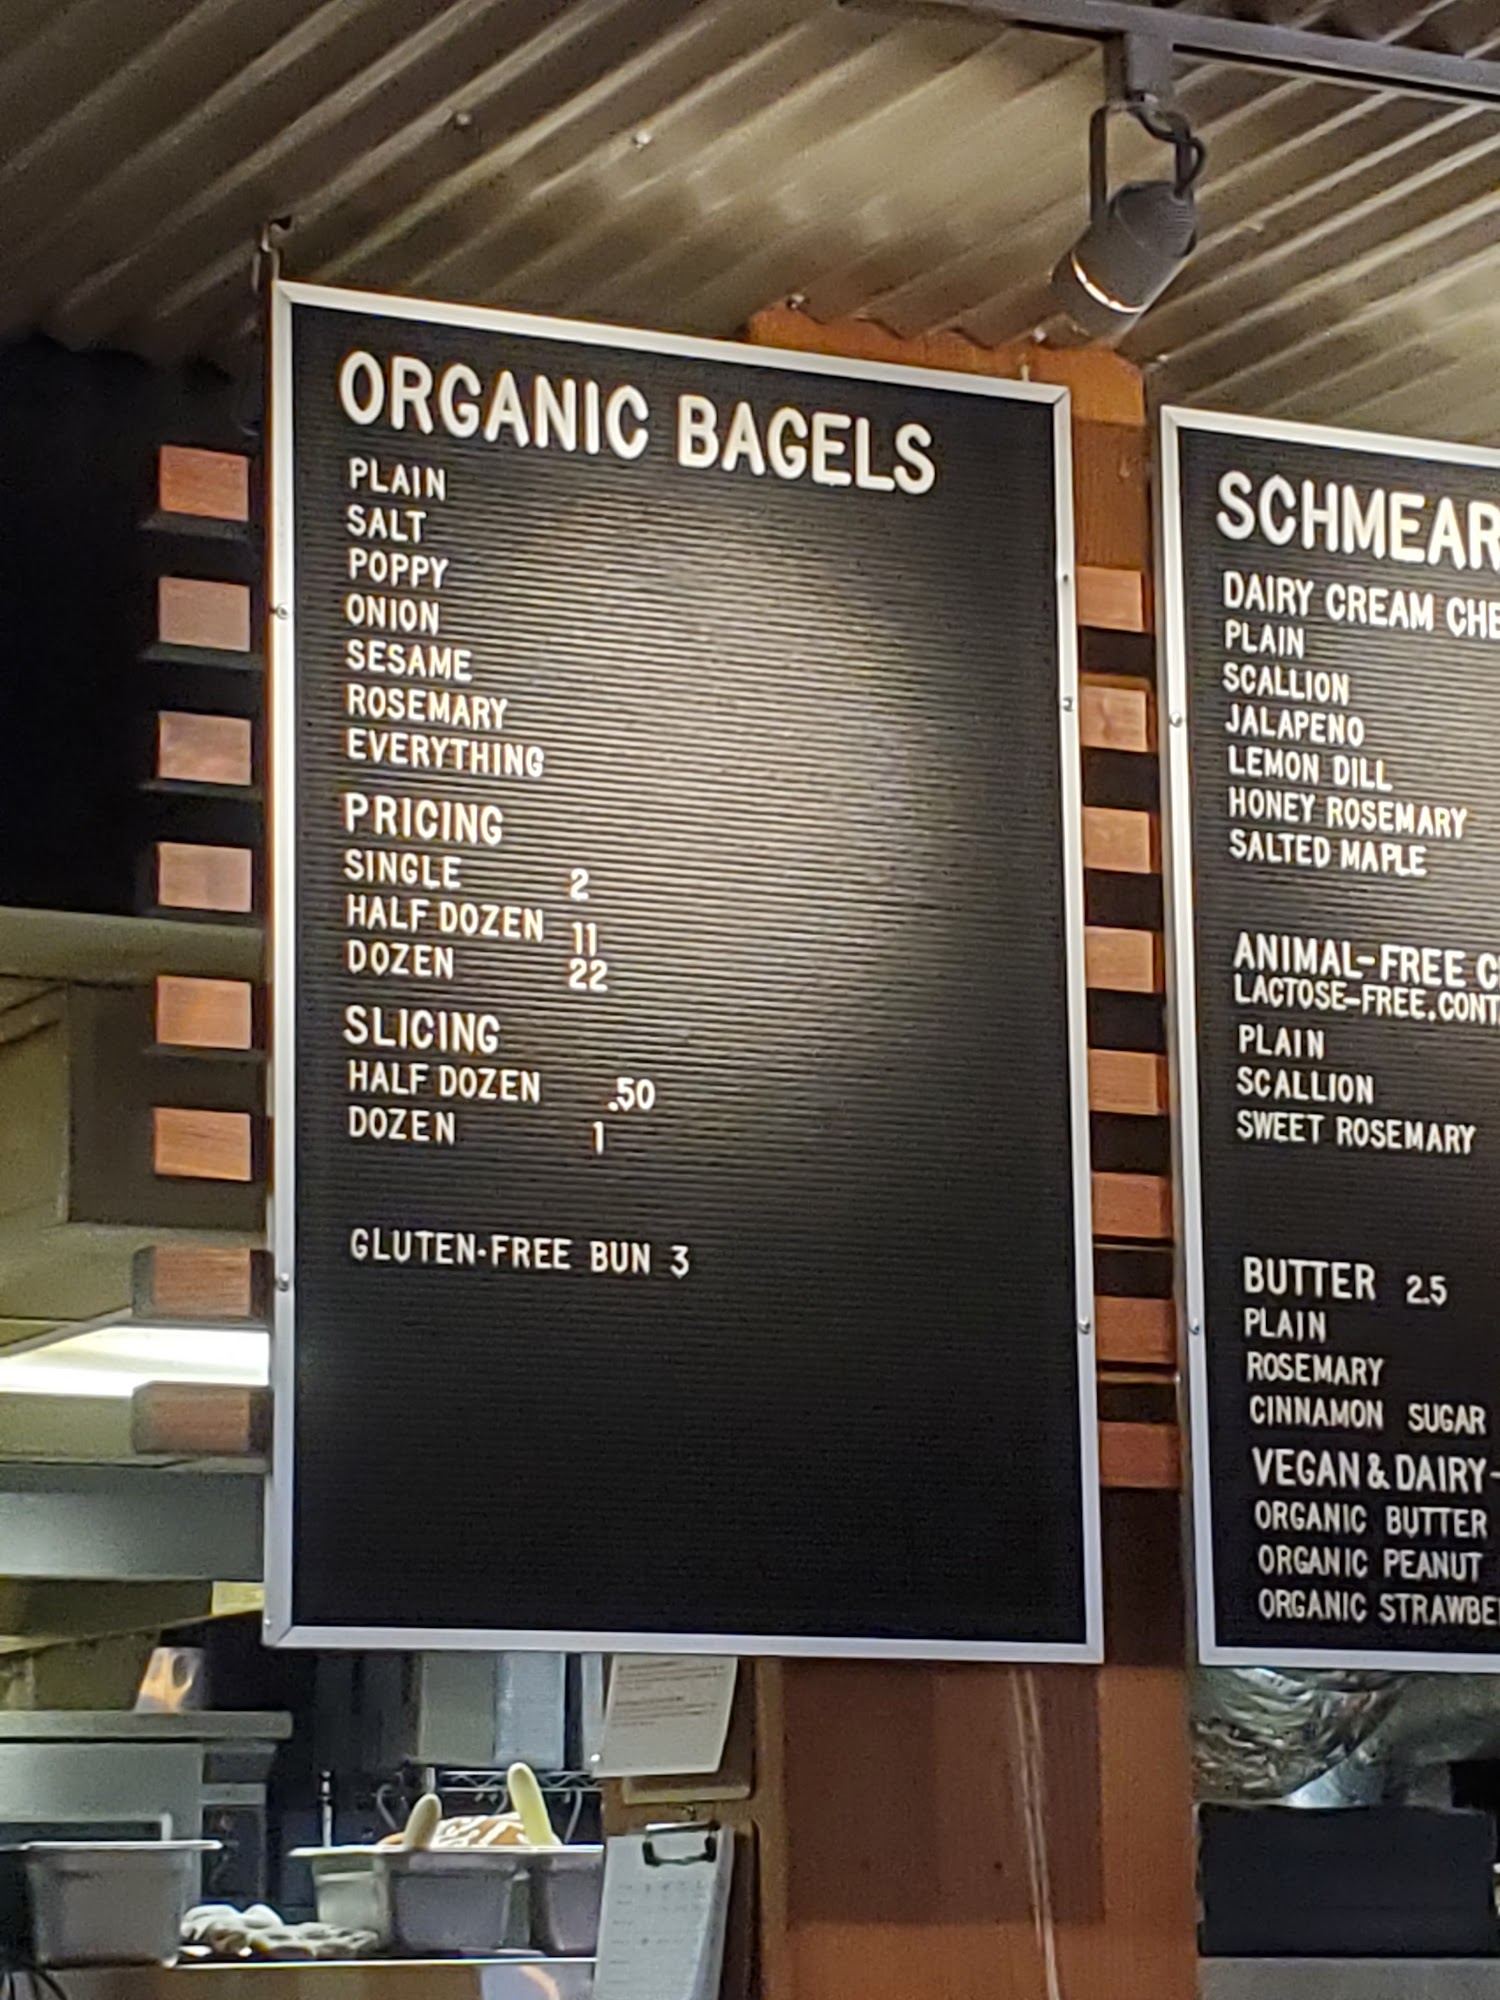 ORGANIC BAGELS
PLAIN
SALT
POPPY
ONION
SESAME
ROSEMARY
EVERYTHING
PRICING
SINGLE 2
HALF DOZEN 11
DOZEN 22
SLICING
HALF DOZEN .50
DOZEN 1
GLUTEN-FREE BUN 3
SCHMEAR
DAIRY CREAM CHE
PLAIN
SCALLION
JALAPENO
LEMON DILL
HONEY ROSEMARY
SALTED MAPLE
ANIMAL-FREE C
LACTOSE-FREE.CONT
PLAIN
SCALLION
SWEET ROSEMARY
BUTTER 2.5
PLAIN
ROSEMARY
CINNAMON SUGAR
VEGAN & DAIRY-
ORGANIC BUTTER
ORGANIC PEANUT
ORGANIC STRAWBE